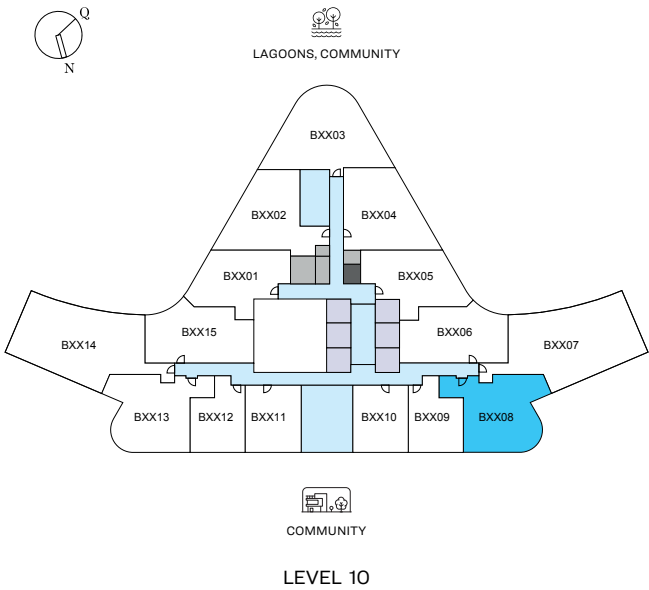 Q
N
LAGOONS, COMMUNITY
BXX03
BXX02
BXX04
BXX01
BXX05
BXX15
BXX06
BXX14
BXX07
BXX13
BXX12
BXX11
BXX10
BXX09
BXX08
COMMUNITY
LEVEL 10